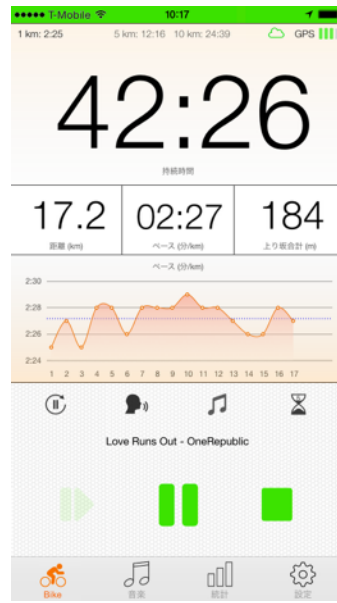 T-Mobile 10:17
1 km: 2:25 5 km: 12:16 10 km: 24:39 GPS
42:26
持続時間
17.2 02:27 184
距離 (km) ペース (分/km) 上り坂合計 (m)
ペース (分/km)
2:30
2:28
2:26
2:24
1 2 3 4 5 6 7 8 9 10 11 12 13 14 15 16 17
Love Runs Out - OneRepublic
Bike 音楽 統計 設定